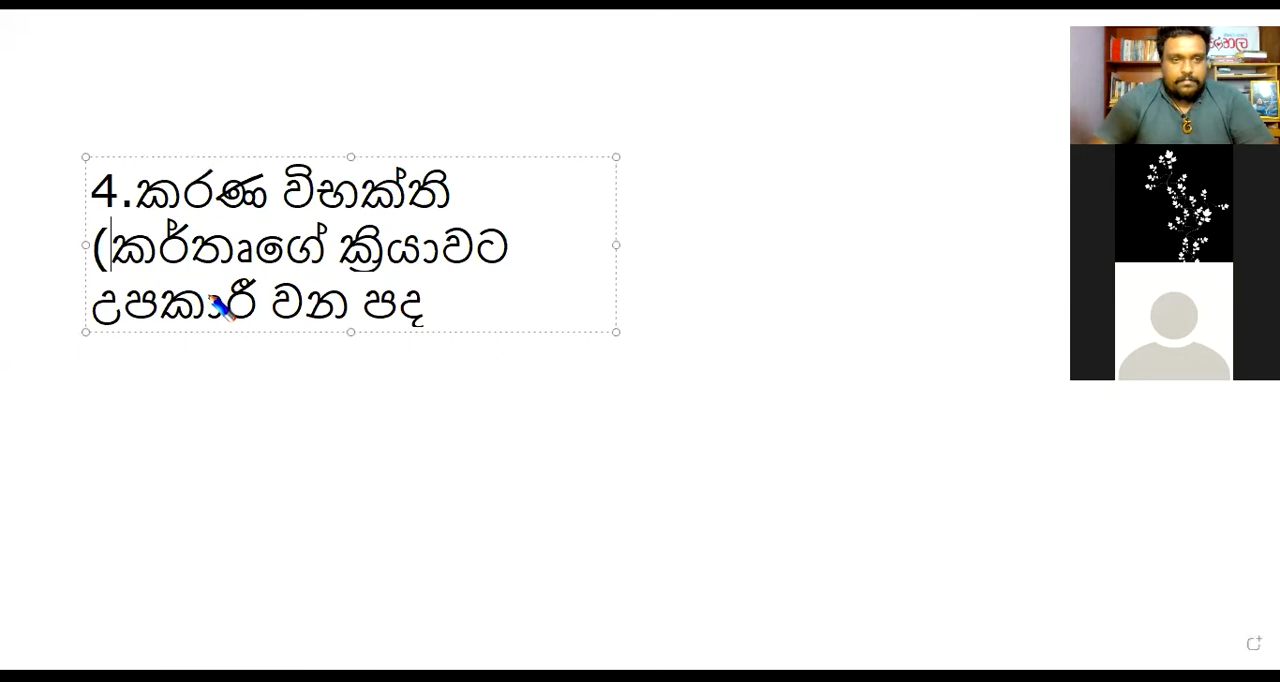 4.කරණ විභක්ති
(කර්තෘගේ ක්‍රියාවට
උපකාරී වන පද